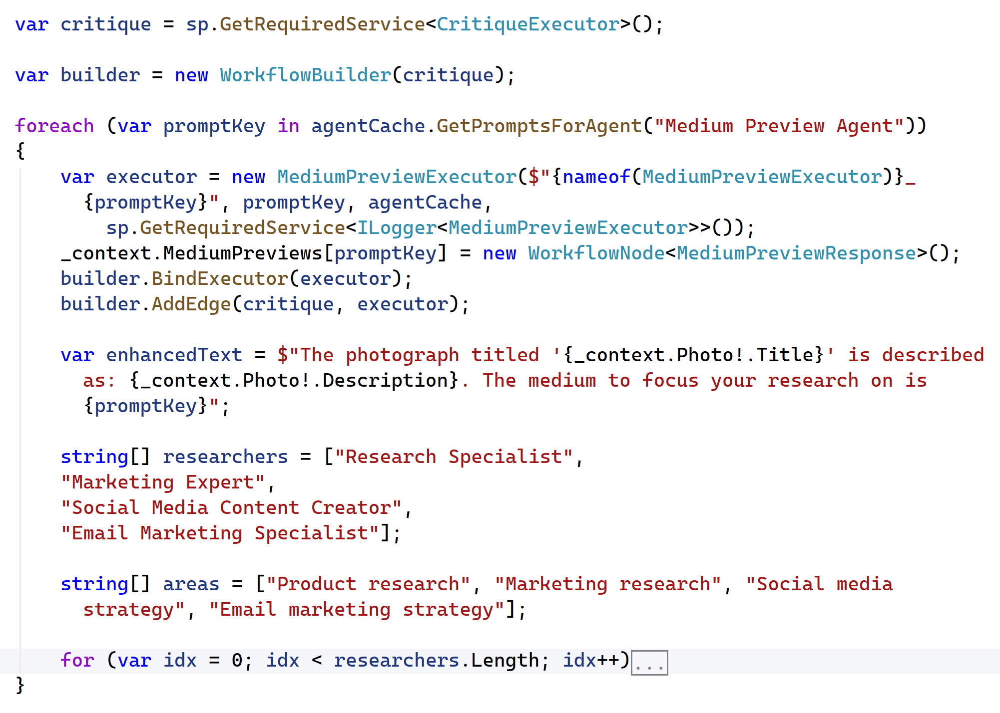 var critique = sp.GetRequiredService<CritiqueExecutor>();
var builder = new WorkflowBuilder(critique);
foreach (var promptKey in agentCache.GetPromptsForAgent("Medium Preview Agent"))
{
var executor = new MediumPreviewExecutor($"{nameof(MediumPreviewExecutor)}_
{promptKey}", promptKey, agentCache,
sp.GetRequiredService<ILogger<MediumPreviewExecutor>>());
_context.MediumPreviews[promptKey] = new WorkflowNode<MediumPreviewResponse>();
builder.BindExecutor(executor);
builder.AddEdge(critique, executor);
var enhancedText = $"The photograph titled '{_context.Photo!.Title}' is described
as: {_context.Photo!.Description}. The medium to focus your research on is
{promptKey}";
string[] researchers = ["Research Specialist",
"Marketing Expert",
"Social Media Content Creator",
"Email Marketing Specialist"];
string[] areas = ["Product research", "Marketing research", "Social media
strategy", "Email marketing strategy"];
for (var idx = 0; idx < researchers.Length; idx++)...
}